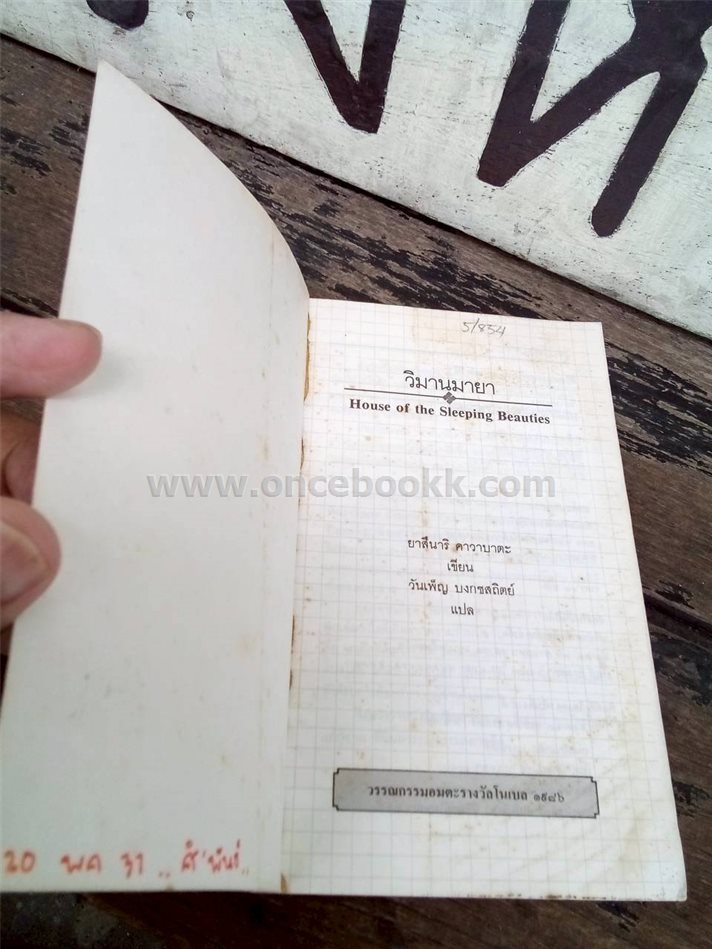 5/854
วิมานมายา
House of the Sleeping Beauties
www.oncebookk.com
ยาสึนาริ คาวาบาตะ
เขียน
วันเพ็ญ บงกชสถิตย์
แปล
วรรณกรรมอมตะรางวัลโนเบล ๑๙๘๖
20 พค 31